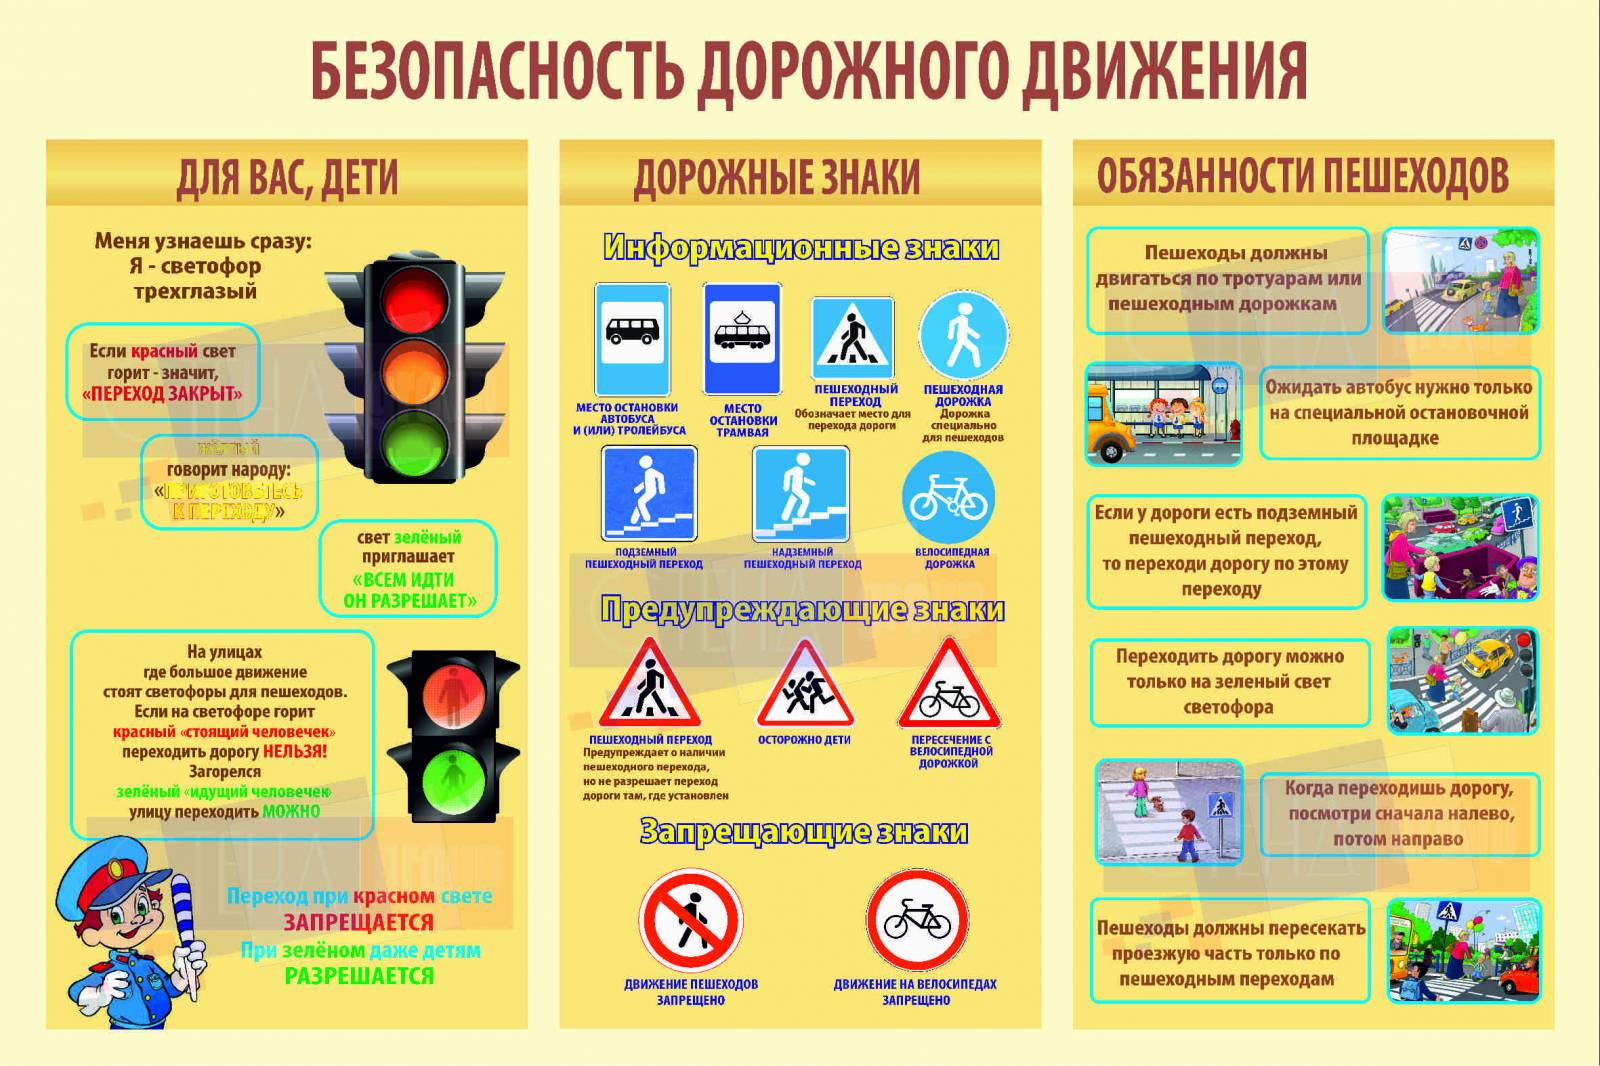 БЕЗОПАСНОСТЬ ДОРОЖНОГО ДВИЖЕНИЯ
ДЛЯ ВАС, ДЕТИ
Меня узнаешь сразу:
Я - светофор
трехглазый
Если красный свет
горит - значит,
«ПЕРЕХОД ЗАКРЫТ»
ЖЁЛТЫЙ
говорит народу:
«ПРИГОТОВЬТЕСЬ
К ПЕРЕХОДУ»
свет зелёный
приглашает
«ВСЕМ ИДТИ
ОН РАЗРЕШАЕТ»
На улицах
где большое движение
стоят светофоры для пешеходов.
Если на светофоре горит
красный «стоящий человечек»
переходить дорогу НЕЛЬЗЯ!
Загорелся
зелёный «идущий человечек»
улицу переходить МОЖНО
Переход при красном свете
ЗАПРЕЩАЕТСЯ
При зелёном даже детям
РАЗРЕШАЕТСЯ
ДОРОЖНЫЕ ЗНАКИ
Информационные знаки
МЕСТО ОСТАНОВКИ
АВТОБУСА
И (ИЛИ) ТРОЛЕЙБУСА
МЕСТО
ОСТАНОВКИ
ТРАМВАЯ
ПЕШЕХОДНЫЙ
ПЕРЕХОД
Обозначает место для
перехода дороги
ПЕШЕХОДНАЯ
ДОРОЖКА
Дорожка
специально
для пешеходов
ПОДЗЕМНЫЙ
ПЕШЕХОДНЫЙ ПЕРЕХОД
НАДЗЕМНЫЙ
ПЕШЕХОДНЫЙ ПЕРЕХОД
ВЕЛОСИПЕДНАЯ
ДОРОЖКА
Предупреждающие знаки
ПЕШЕХОДНЫЙ ПЕРЕХОД
Предупреждает о наличии
пешеходного перехода,
но не разрешает переход
дороги там, где установлен
ОСТОРОЖНО ДЕТИ
ПЕРЕСЕЧЕНИЕ С
ВЕЛОСИПЕДНОЙ
ДОРОЖКОЙ
Запрещающие знаки
ДВИЖЕНИЕ ПЕШЕХОДОВ
ЗАПРЕЩЕНО
ДВИЖЕНИЕ НА ВЕЛОСИПЕДАХ
ЗАПРЕЩЕНО
ОБЯЗАННОСТИ ПЕШЕХОДОВ
Пешеходы должны
двигаться по тротуарам или
пешеходным дорожкам
Ожидать автобус нужно только
на специальной остановочной
площадке
Если у дороги есть подземный
пешеходный переход,
то переходи дорогу по этому
переходу
Переходить дорогу можно
только на зеленый свет
светофора
Когда переходишь дорогу,
посмотри сначала налево,
потом направо
Пешеходы должны пересекать
проезжую часть только по
пешеходным переходам